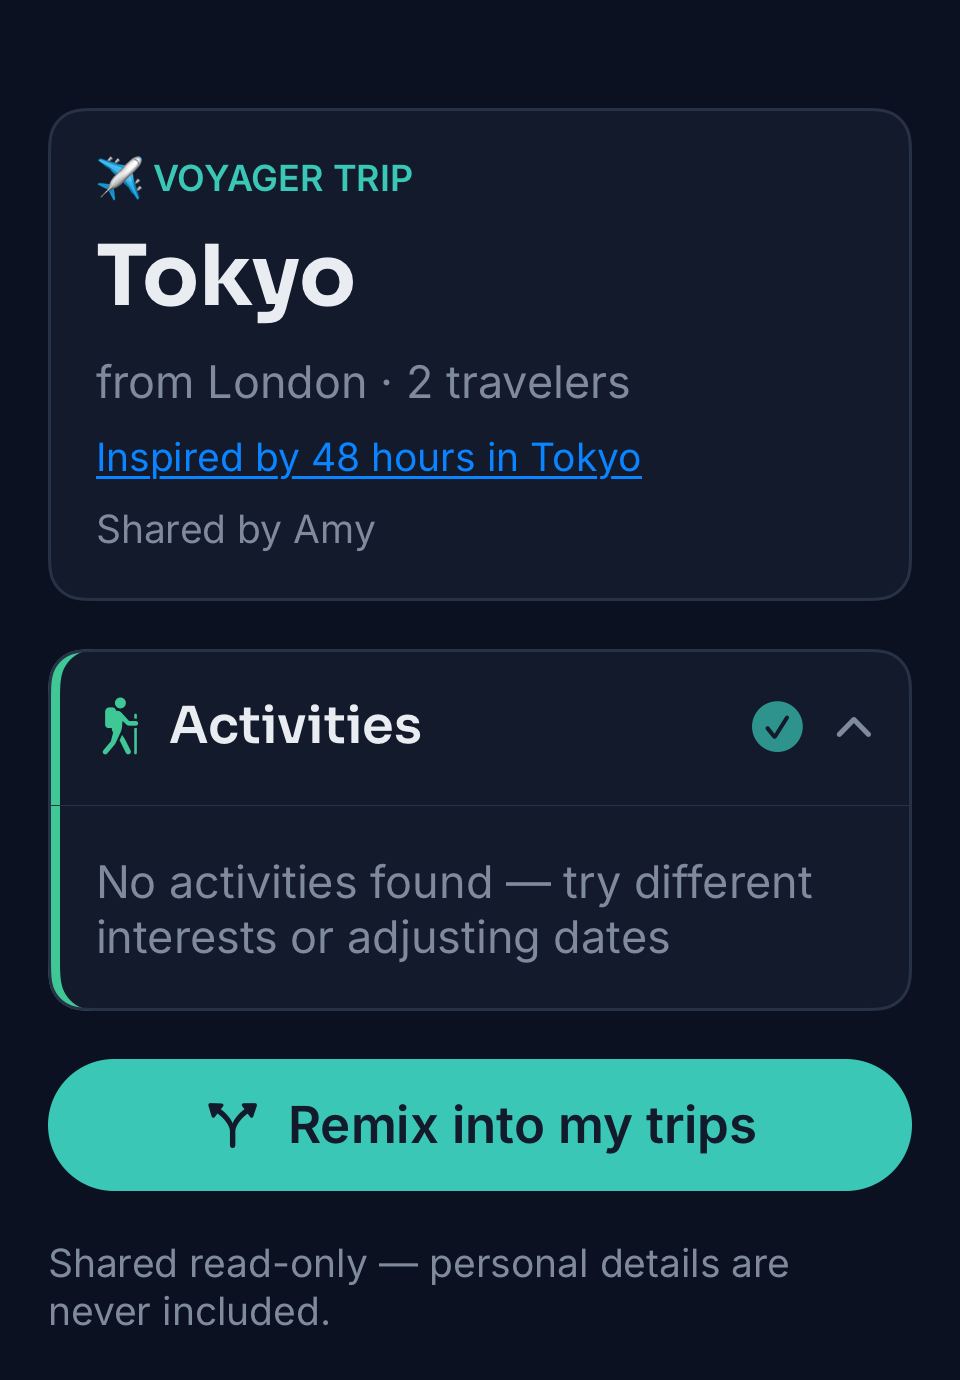 ✈️ VOYAGER TRIP
Tokyo
from London · 2 travelers
Inspired by 48 hours in Tokyo
Shared by Amy
Activities
No activities found — try different
interests or adjusting dates
Remix into my trips
Shared read-only — personal details are
never included.